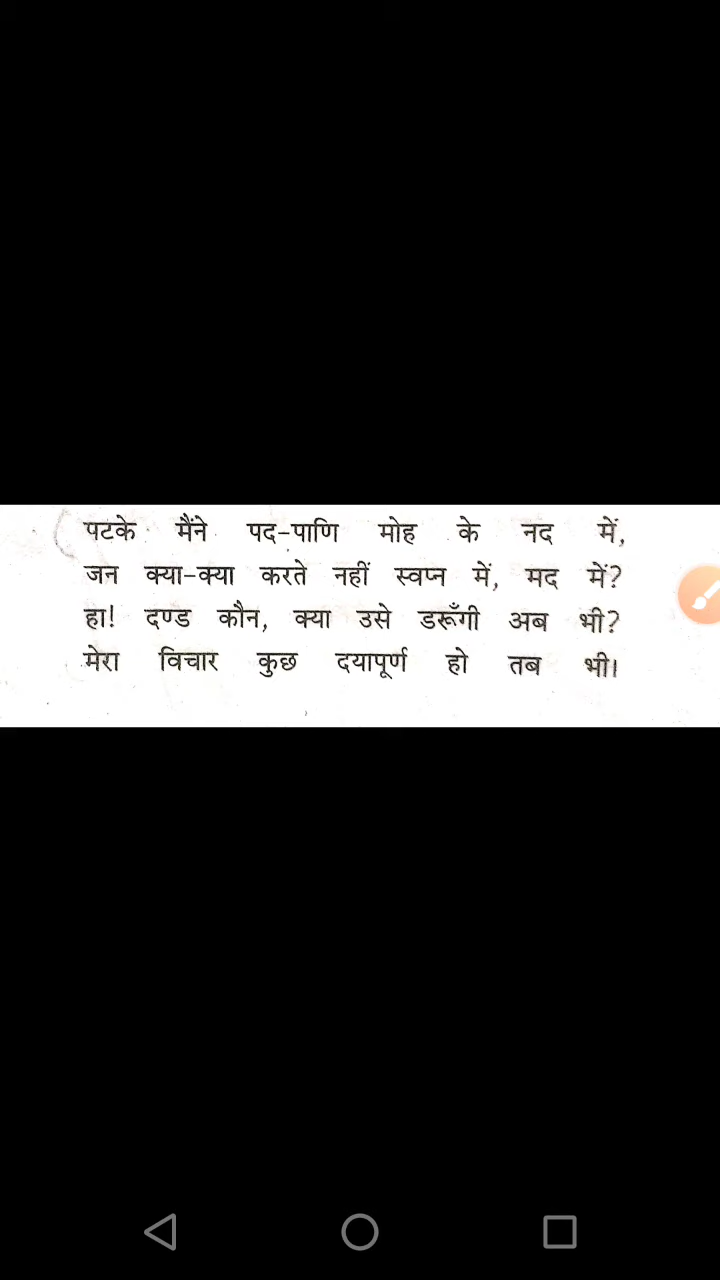 पटके मैंने पद-पाणि मोह के नद में,
जन क्या-क्या करते नहीं स्वप्न में, मद में?
हा! दण्ड कौन, क्या उसे डरूँगी अब भी?
मेरा विचार कुछ दयापूर्ण हो तब भी।